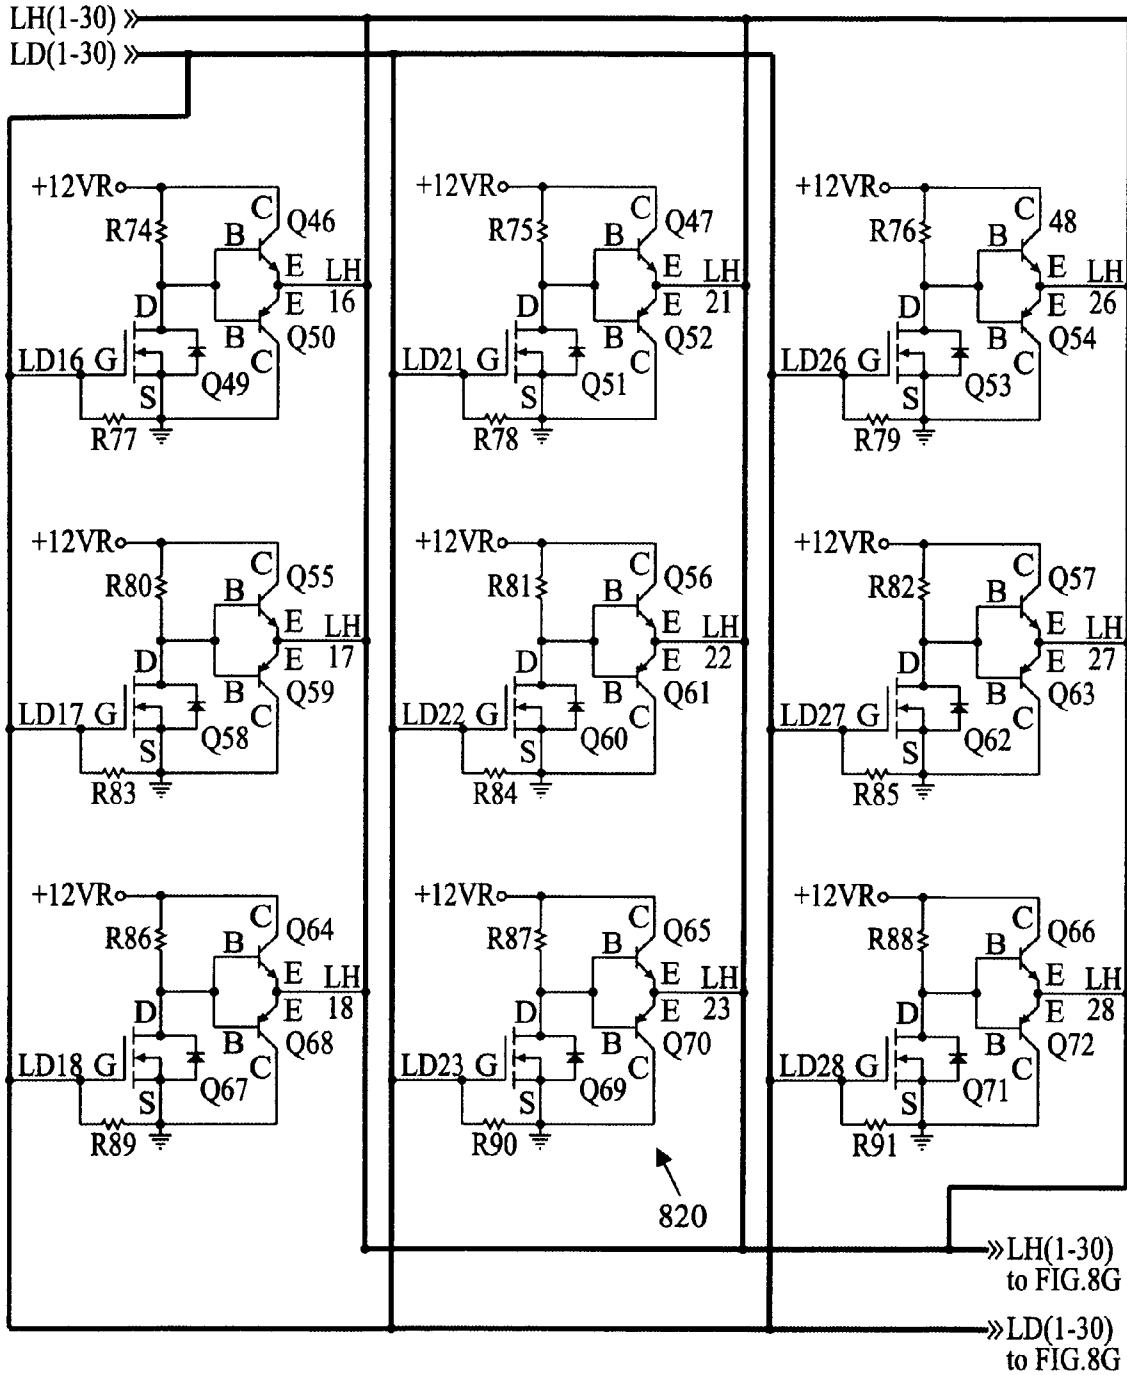 LH(1-30)
LD(1-30)
+12VR C Q46
R74 B E LH
16
D E
B Q50
LD16 G C
Q49
S
R77
+12VR C Q47
R75 B E LH
21
D E
B Q52
LD21 G C
Q51
S
R78
+12VR C 48
R76 B E LH
26
D E
B Q54
LD26 G C
Q53
S
R79
+12VR C Q55
R80 B E LH
17
D E
B Q59
LD17 G C
Q58
S
R83
+12VR C Q56
R81 B E LH
22
D E
B Q61
LD22 G C
Q60
S
R84
+12VR C Q57
R82 B E LH
27
D E
B Q63
LD27 G C
Q62
S
R85
+12VR C Q64
R86 B E LH
18
D E
B Q68
LD18 G C
Q67
S
R89
+12VR C Q65
R87 B E LH
23
D E
B Q70
LD23 G C
Q69
S
R90
+12VR C Q66
R88 B E LH
28
D E
B Q72
LD28 G C
Q71
S
R91
820
LH(1-30)
to FIG.8G
LD(1-30)
to FIG.8G